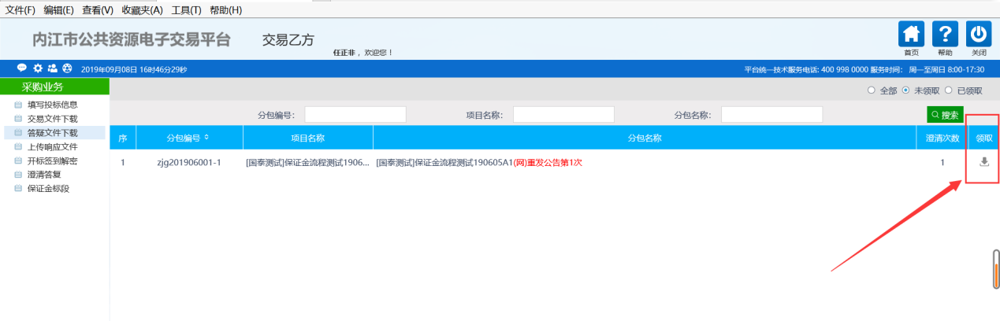 文件(F) 编辑(E) 查看(V) 收藏夹(A) 工具(T) 帮助(H)
内江市公共资源电子交易平台 交易乙方
任正非，欢迎您！
首页 帮助 关闭
2019年09月08日 16时46分29秒 平台统一技术服务电话: 400 998 0000 服务时间： 周一至周日 8:00-17:30
采购业务
全部 未领取 已领取
填写投标信息
交易文件下载
答疑文件下载
上传响应文件
开标签到解密
澄清答复
保证金标段
分包编号: 项目名称: 分包名称: 搜索
序 分包编号 项目名称 分包名称 澄清次数 领取
1 zjg201906001-1 [国泰测试]保证金流程测试1906... [国泰测试]保证金流程测试190605A1(网)重发公告第1次 1